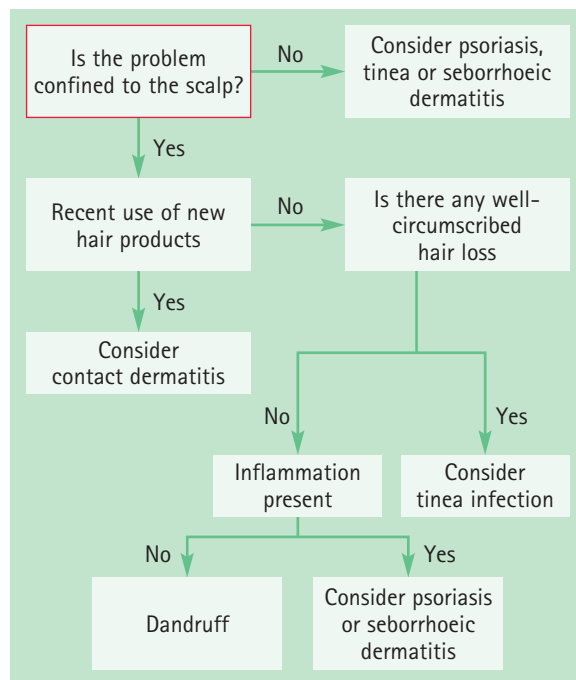 Is the problem
confined to the scalp?
No
Consider psoriasis,
tinea or seborrhoeic
dermatitis
Yes
Recent use of new
hair products
No
Is there any well-
circumscribed
hair loss
Yes
Consider
contact dermatitis
No
Yes
Inflammation
present
Consider
tinea infection
No
Yes
Dandruff
Consider psoriasis
or seborrhoeic
dermatitis